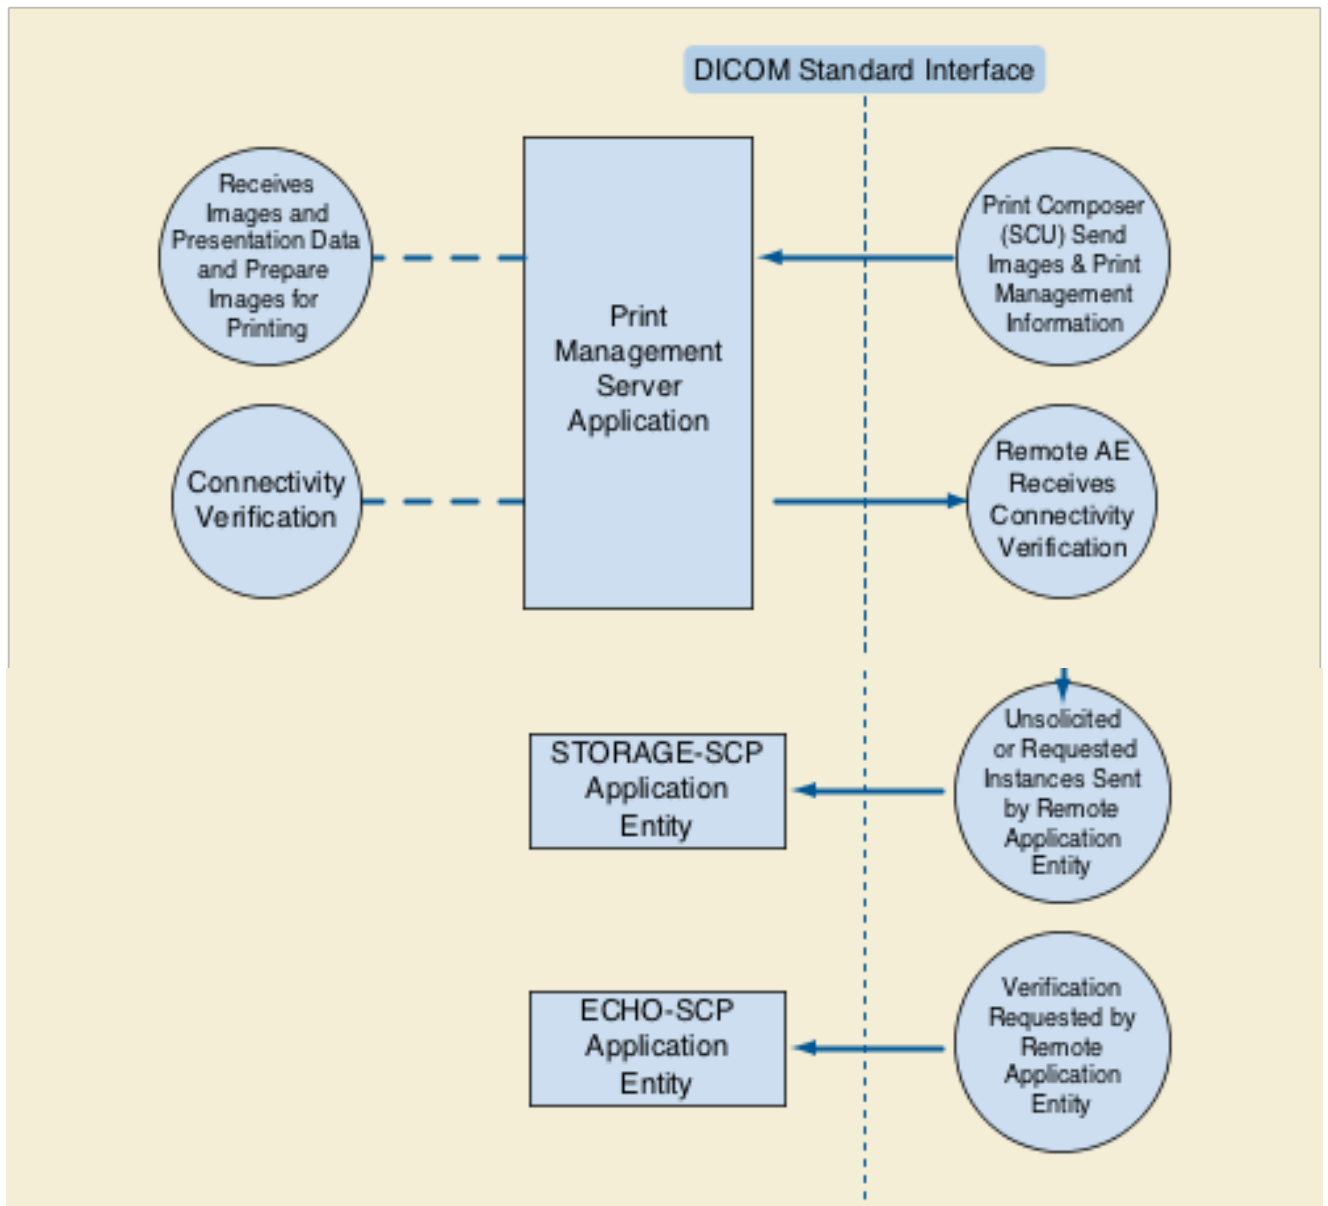 DICOM Standard Interface
Receives
Images and
Presentation Data
and Prepare
Images for
Printing
Print
Management
Server
Application
Print Composer
(SCU) Send
Images & Print
Management
Information
Connectivity
Verification
Remote AE
Receives
Connectivity
Verification
STORAGE-SCP
Application
Entity
Unsolicited
or Requested
Instances Sent
by Remote
Application
Entity
ECHO-SCP
Application
Entity
Verification
Requested by
Remote
Application
Entity